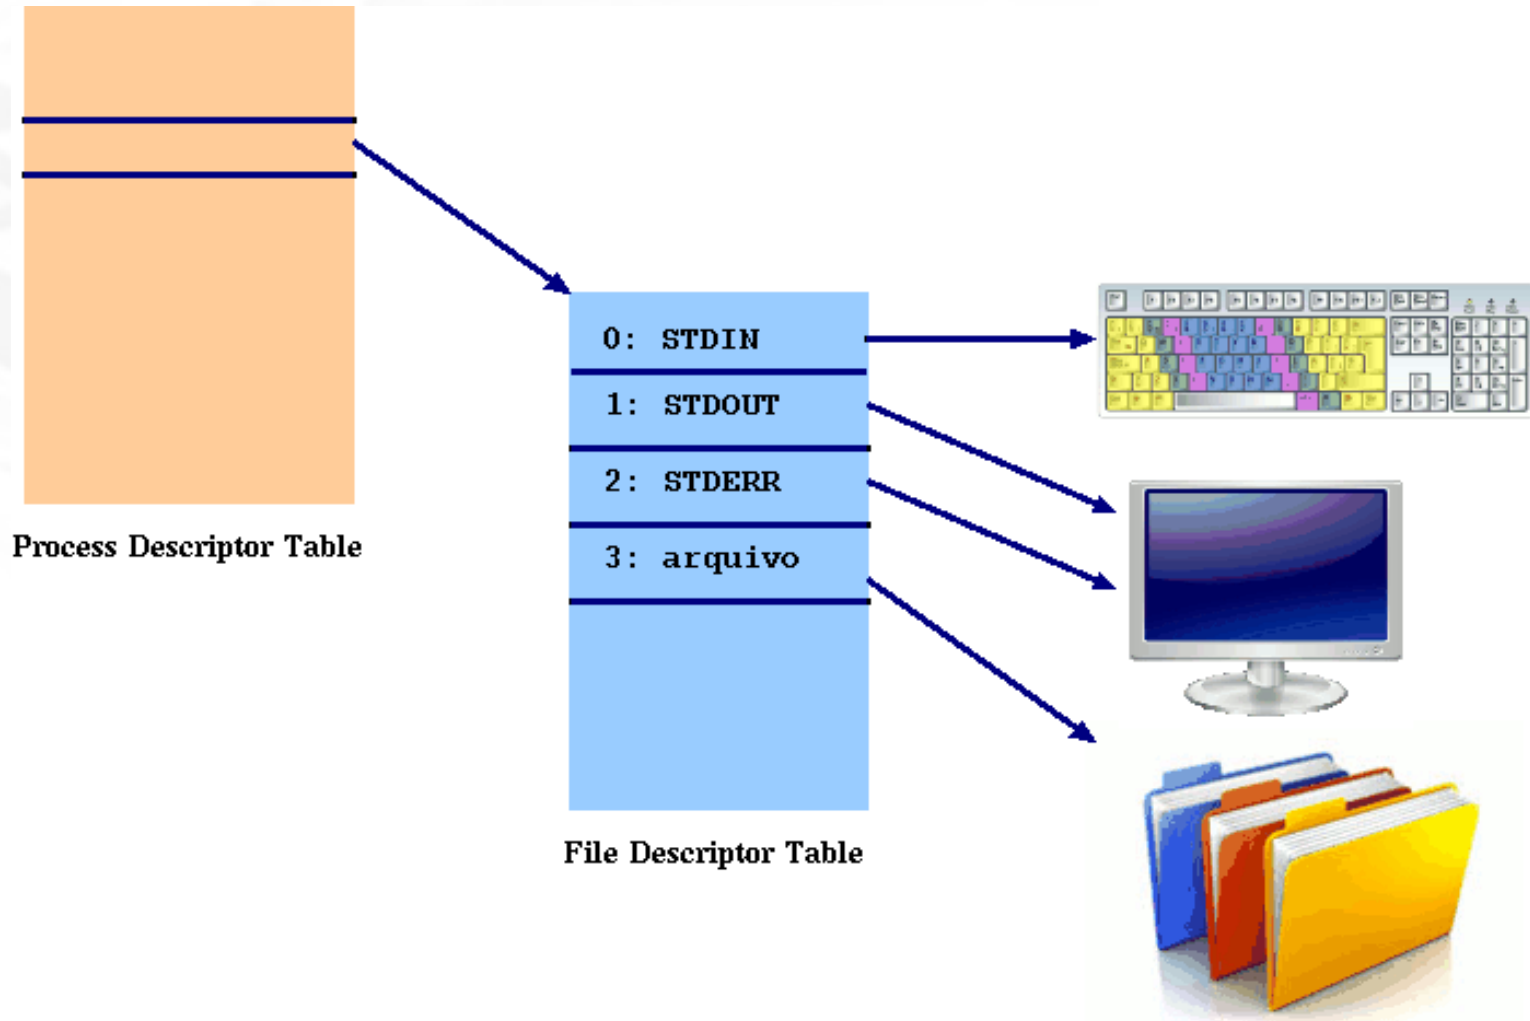 Process Descriptor Table
0: STDIN
1: STDOUT
2: STDERR
3: arquivo
File Descriptor Table